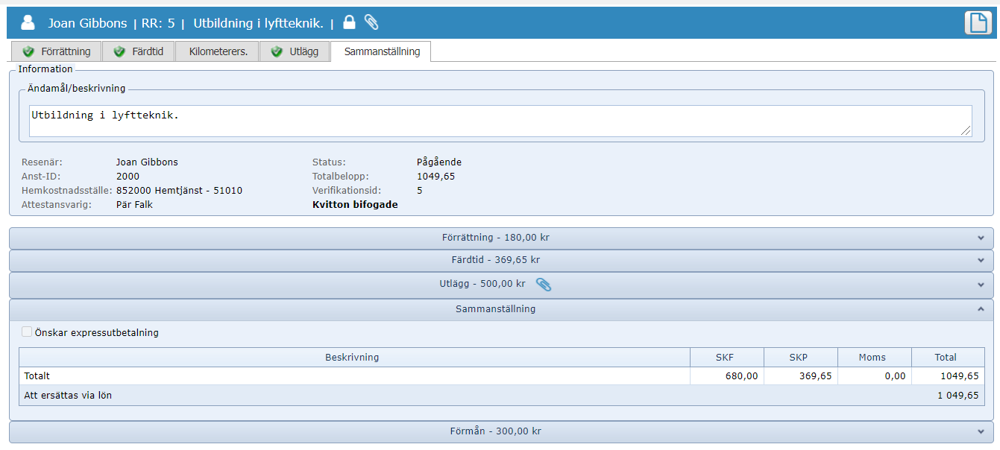 Joan Gibbons | RR: 5 | Utbildning i lyftteknik. |
Förrättning Färdtid Kilometerers. Utlägg Sammanställning
Information
Ändamål/beskrivning
Utbildning i lyftteknik.
Resenär: Joan Gibbons Status: Pågående
Anst-ID: 2000 Totalbelopp: 1049,65
Hemkostnadsställe: 852000 Hemtjänst - 51010 Verifikationsid: 5
Attestansvarig: Pär Falk Kvitton bifogade
Förrättning - 180,00 kr
Färdtid - 369,65 kr
Utlägg - 500,00 kr
Sammanställning
Önskar expressutbetalning
Beskrivning SKF SKP Moms Total
Totalt 680,00 369,65 0,00 1049,65
Att ersättas via lön 1 049,65
Förmån - 300,00 kr